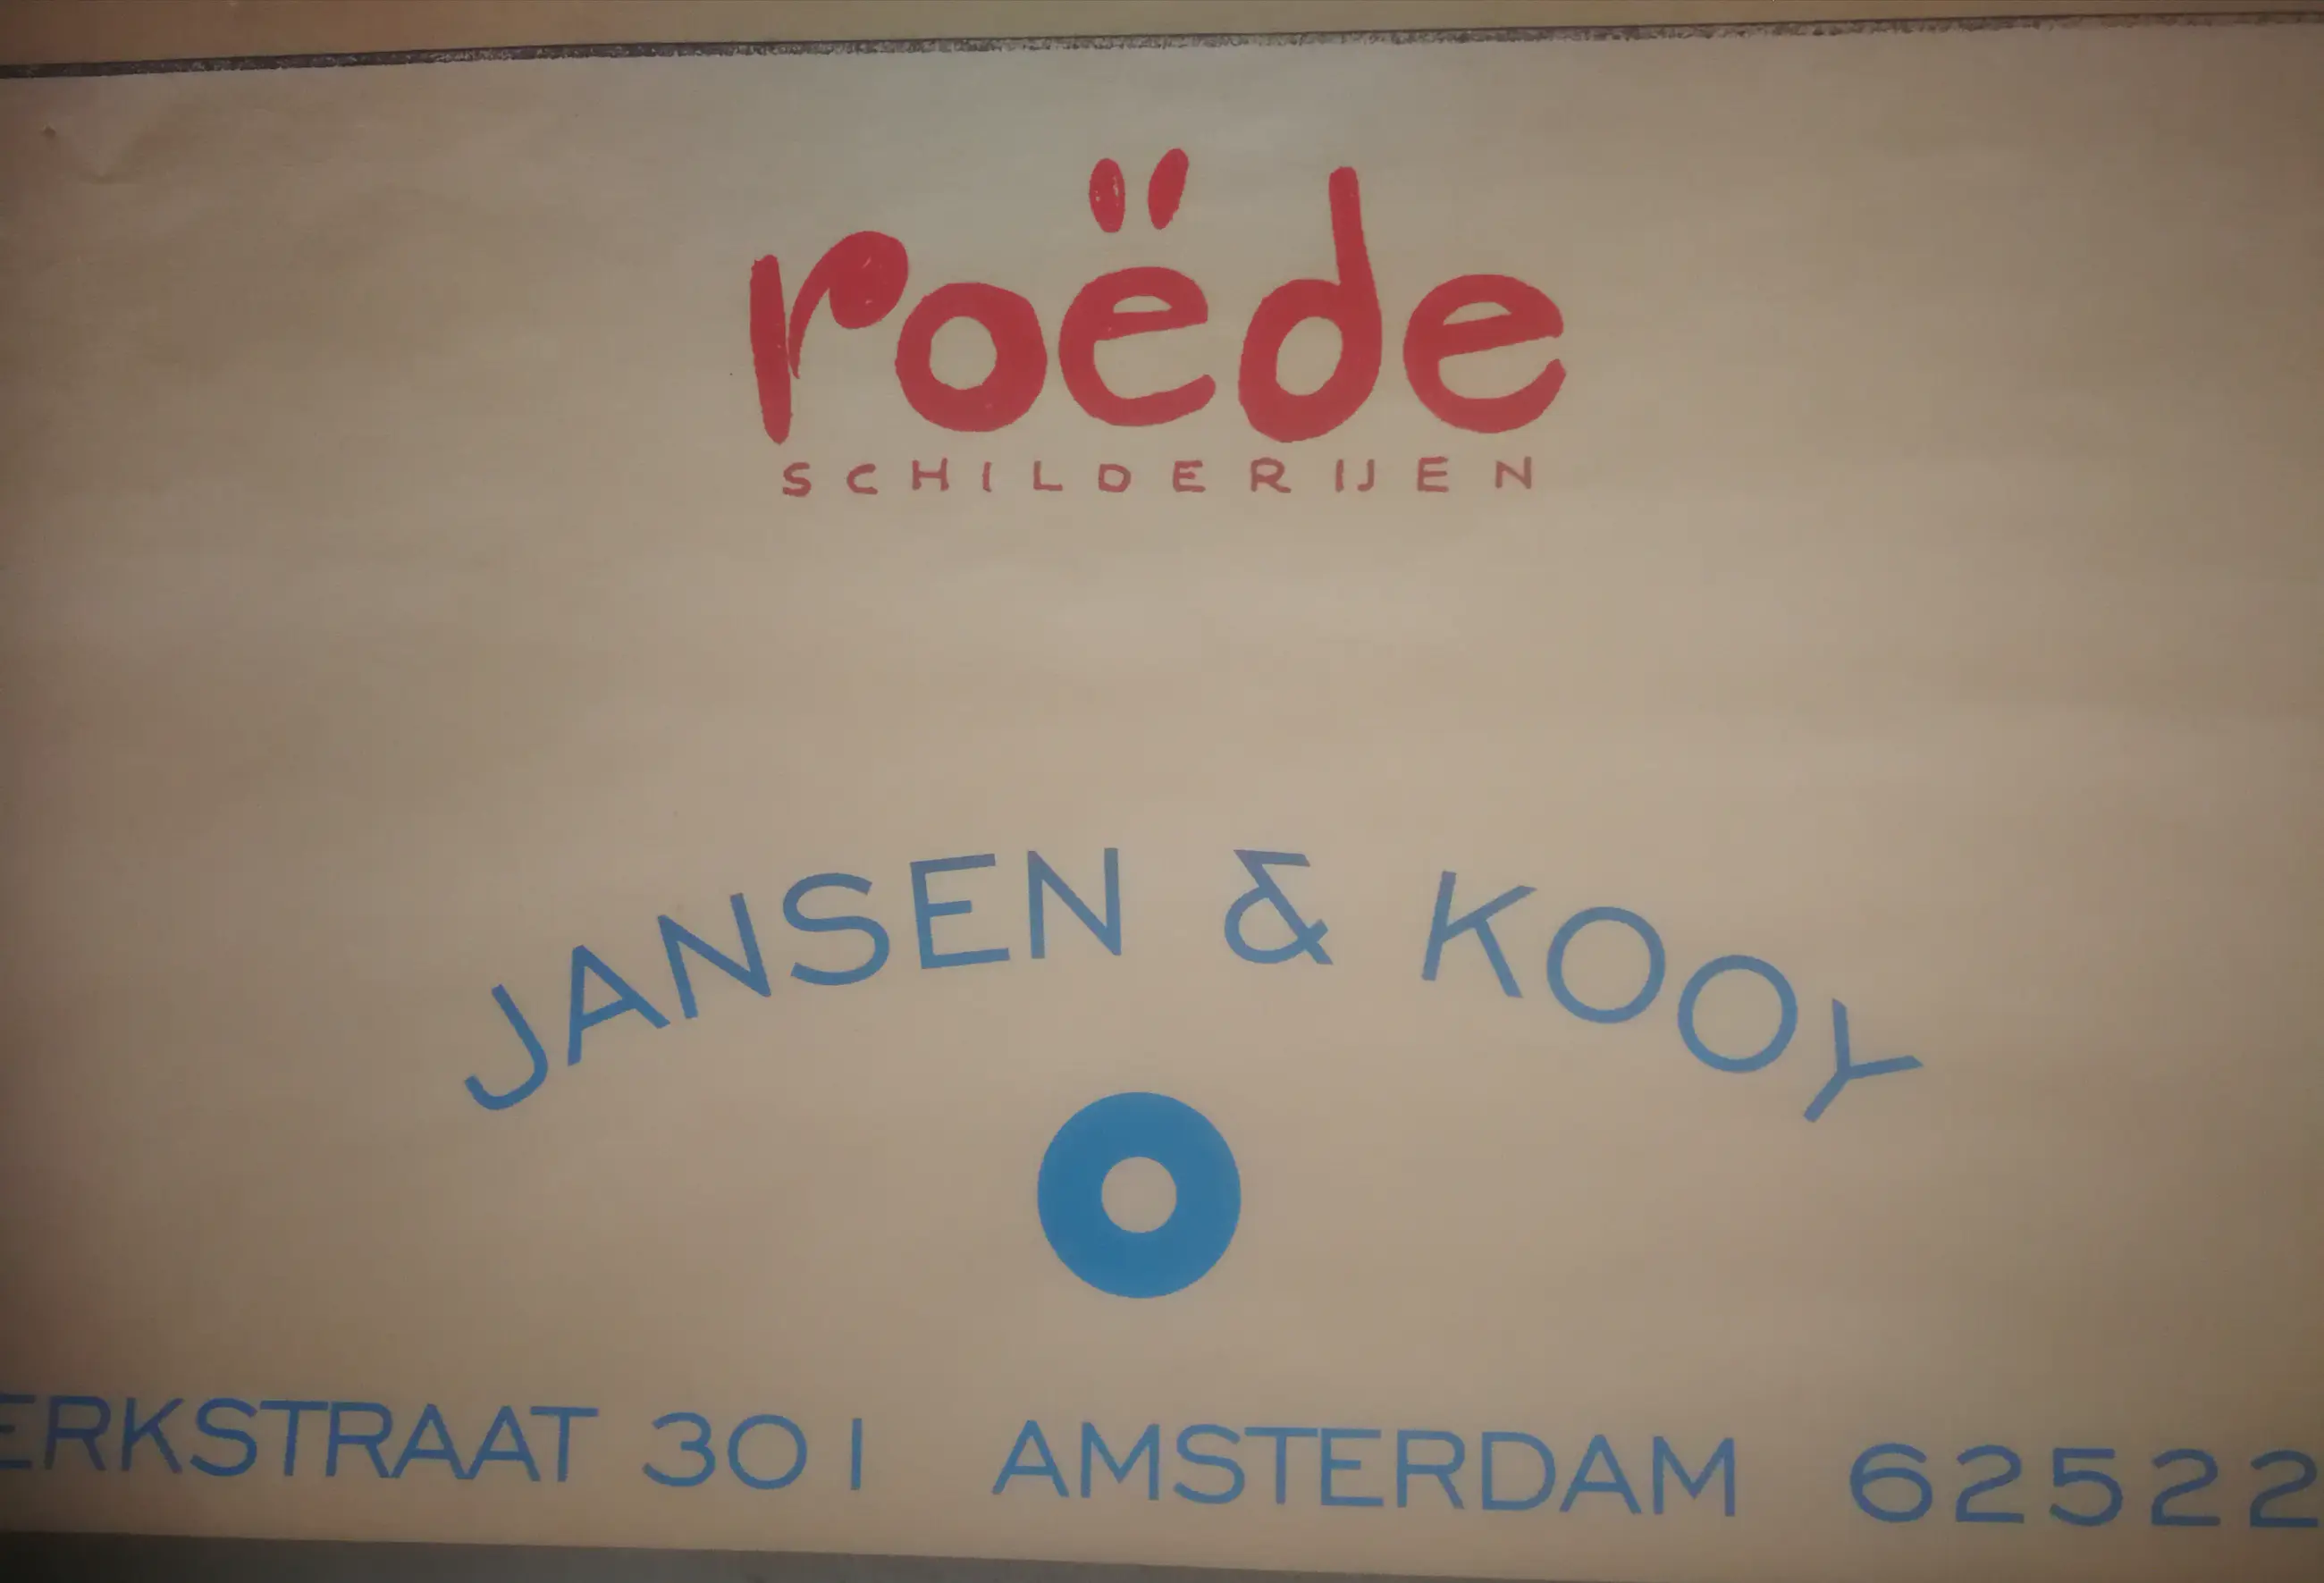 roëde
SCHILDERIJEN
JANSEN & KOOY
ERKSTRAAT 301 AMSTERDAM 62522